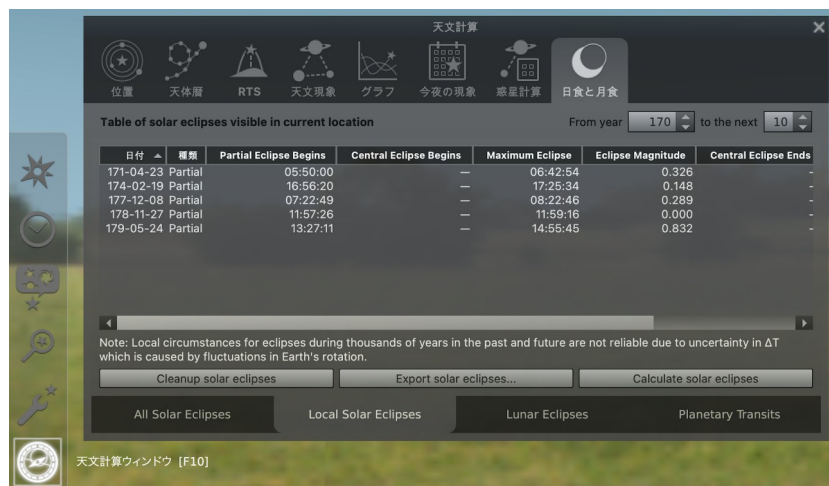 天文計算
位置 天体暦 RTS 天文現象 グラフ 今夜の現象 惑星計算 日食と月食
Table of solar eclipses visible in current location From year 170 to the next 10
日付 種類 Partial Eclipse Begins Central Eclipse Begins Maximum Eclipse Eclipse Magnitude Central Eclipse Ends
171-04-23 Partial 05:50:00 — 06:42:54 0.326 -
174-02-19 Partial 16:56:20 — 17:25:34 0.148 -
177-12-08 Partial 07:22:49 — 08:22:46 0.289 -
178-11-27 Partial 11:57:26 — 11:59:16 0.000 -
179-05-24 Partial 13:27:11 — 14:55:45 0.832 -
Note: Local circumstances for eclipses during thousands of years in the past and future are not reliable due to uncertainty in ΔT
which is caused by fluctuations in Earth's rotation.
Cleanup solar eclipses Export solar eclipses... Calculate solar eclipses
All Solar Eclipses Local Solar Eclipses Lunar Eclipses Planetary Transits
天文計算ウィンドウ [F10]